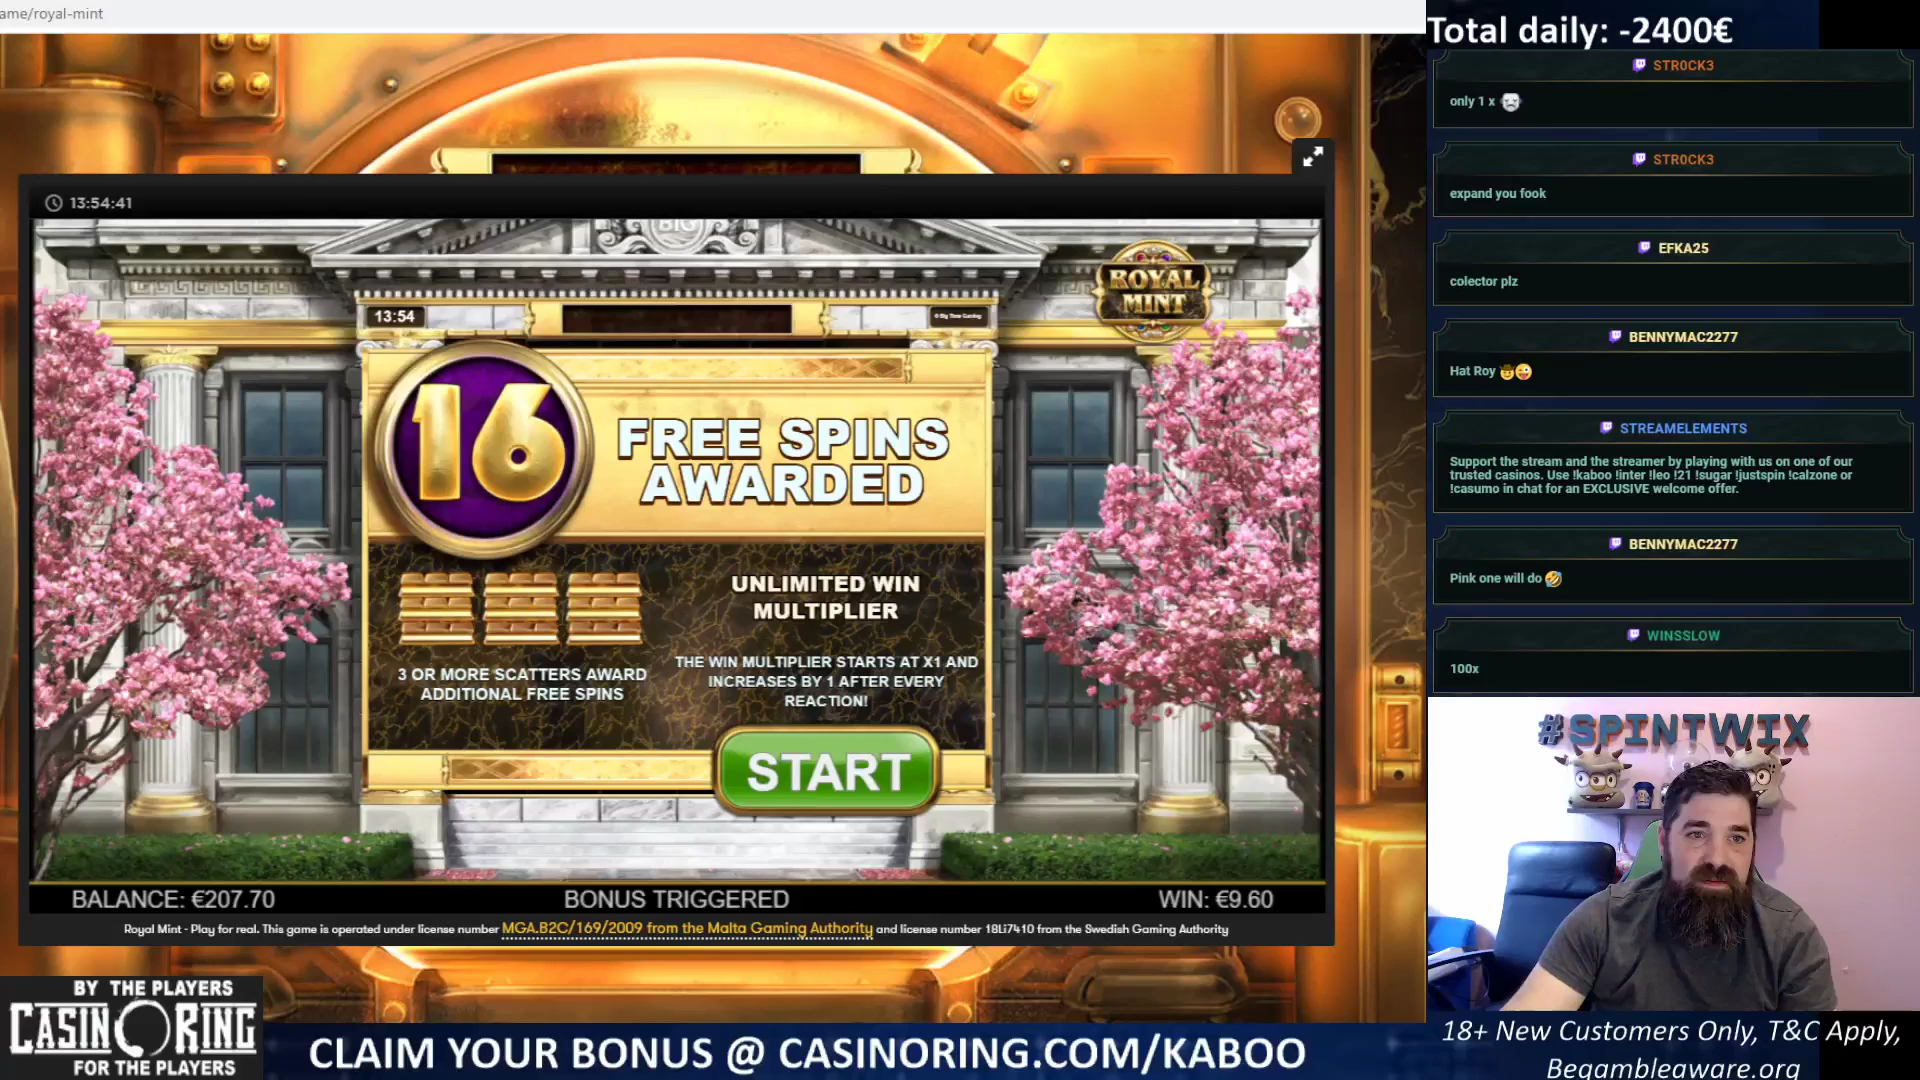 ame/royal-mint
Total daily: -2400€
STR0CK3
only 1 x
STR0CK3
expand you fook
EFKA25
colector plz
BENNYMAC2277
Hat Roy 🤠😜
STREAMELEMENTS
Support the stream and the streamer by playing with us on one of our
trusted casinos. Use !kaboo !inter !leo !21 !sugar !justspin !calzone or
!casumo in chat for an EXCLUSIVE welcome offer.
BENNYMAC2277
Pink one will do 🤣
WINSSLOW
100x
13:54:41
BIG
ROYAL
MINT
13:54
© Big Time Gaming
16
FREE SPINS
AWARDED
UNLIMITED WIN
MULTIPLIER
3 OR MORE SCATTERS AWARD
ADDITIONAL FREE SPINS
THE WIN MULTIPLIER STARTS AT X1 AND
INCREASES BY 1 AFTER EVERY
REACTION!
START
BALANCE: €207.70
BONUS TRIGGERED
WIN: €9.60
Royal Mint - Play for real. This game is operated under license number MGA.B2C/169/2009 from the Malta Gaming Authority and license number 18Li7410 from the Swedish Gaming Authority
#SPINTWIX
BY THE PLAYERS
CASINORING
FOR THE PLAYERS
CLAIM YOUR BONUS @ CASINORING.COM/KABOO
18+ New Customers Only, T&C Apply,
Begambleaware.org